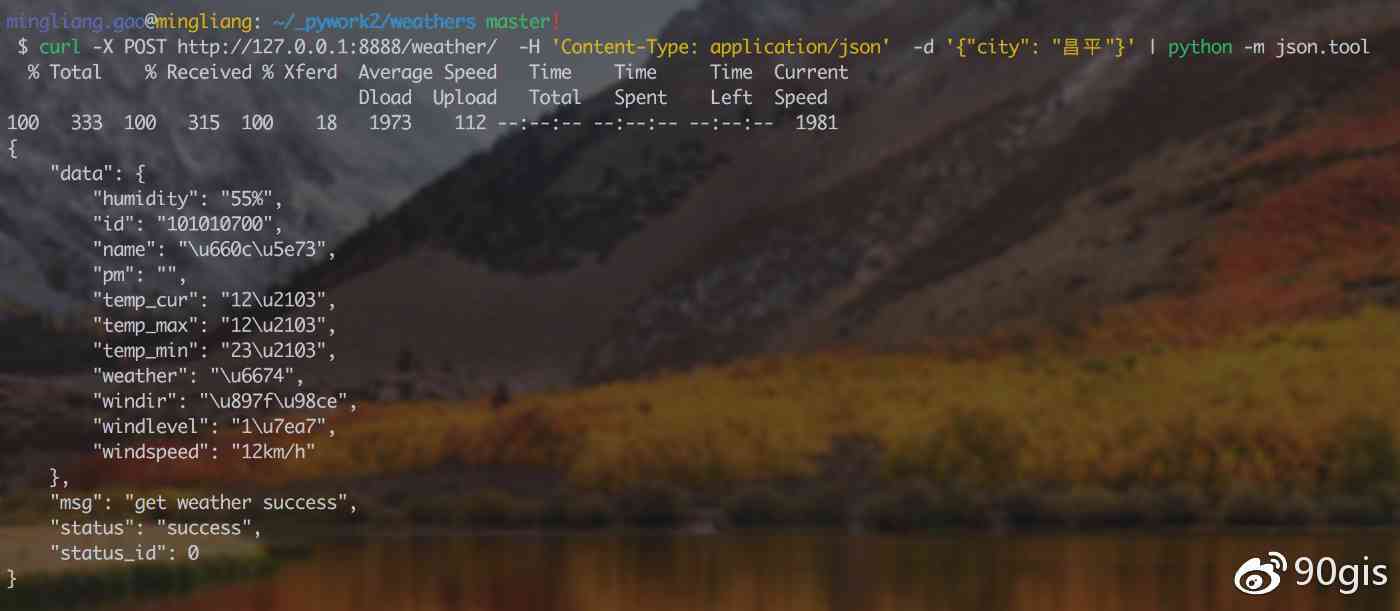 mingliang.gao@mingliang: ~/_pywork2/weathers master!
$ curl -X POST http://127.0.0.1:8888/weather/  -H 'Content-Type: application/json'  -d '{"city": "昌平"}' | python -m json.tool
% Total    % Received % Xferd  Average Speed   Time    Time     Time  Current
Dload  Upload   Total   Spent    Left  Speed
100   333  100   315  100    18   1973    112 --:--:-- --:--:-- --:--:--  1981
{
"data": {
"humidity": "55%",
"id": "101010700",
"name": "\u660c\u5e73",
"pm": "",
"temp_cur": "12\u2103",
"temp_max": "12\u2103",
"temp_min": "23\u2103",
"weather": "\u6674",
"windir": "\u897f\u98ce",
"windlevel": "1\u7ea7",
"windspeed": "12km/h"
},
"msg": "get weather success",
"status": "success",
"status_id": 0
}
90gis